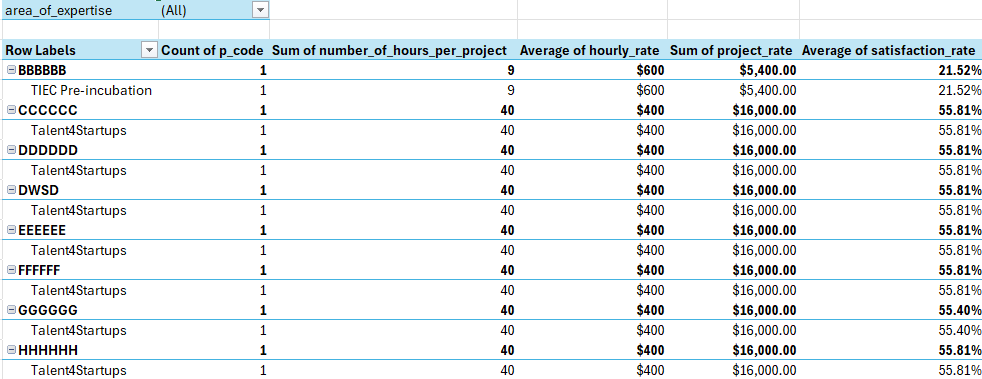 area_of_expertise (All)
Row Labels Count of p_code Sum of number_of_hours_per_project Average of hourly_rate Sum of project_rate Average of satisfaction_rate
BBBBBB 1 9 $600 $5,400.00 21.52%
TIEC Pre-incubation 1 9 $600 $5,400.00 21.52%
CCCCCC 1 40 $400 $16,000.00 55.81%
Talent4Startups 1 40 $400 $16,000.00 55.81%
DDDDDD 1 40 $400 $16,000.00 55.81%
Talent4Startups 1 40 $400 $16,000.00 55.81%
DWSD 1 40 $400 $16,000.00 55.81%
Talent4Startups 1 40 $400 $16,000.00 55.81%
EEEEEE 1 40 $400 $16,000.00 55.81%
Talent4Startups 1 40 $400 $16,000.00 55.81%
FFFFFF 1 40 $400 $16,000.00 55.81%
Talent4Startups 1 40 $400 $16,000.00 55.81%
GGGGGG 1 40 $400 $16,000.00 55.40%
Talent4Startups 1 40 $400 $16,000.00 55.40%
HHHHHH 1 40 $400 $16,000.00 55.81%
Talent4Startups 1 40 $400 $16,000.00 55.81%